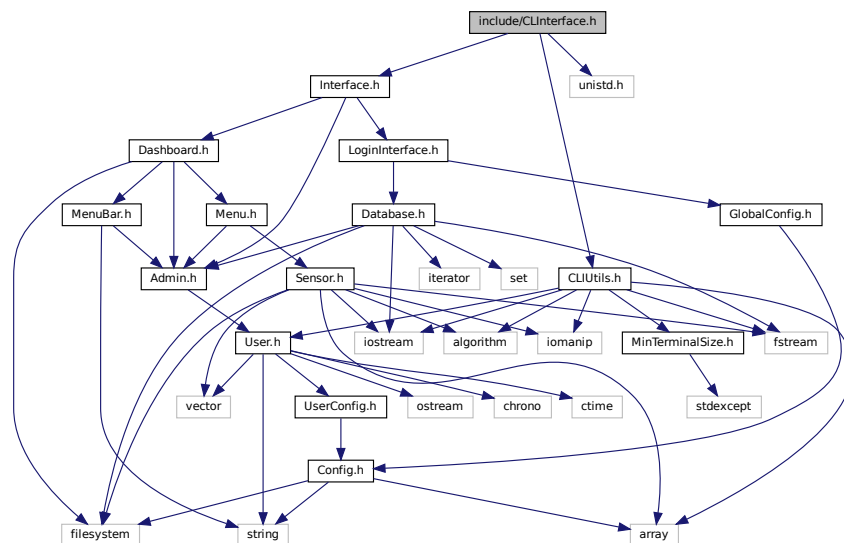 include/CLInterface.h
Interface.h
unistd.h
Dashboard.h
LoginInterface.h
MenuBar.h
Menu.h
Database.h
GlobalConfig.h
Admin.h
Sensor.h
iterator
set
CLIUtils.h
User.h
iostream
algorithm
iomanip
MinTerminalSize.h
fstream
vector
UserConfig.h
ostream
chrono
ctime
stdexcept
Config.h
filesystem
string
array